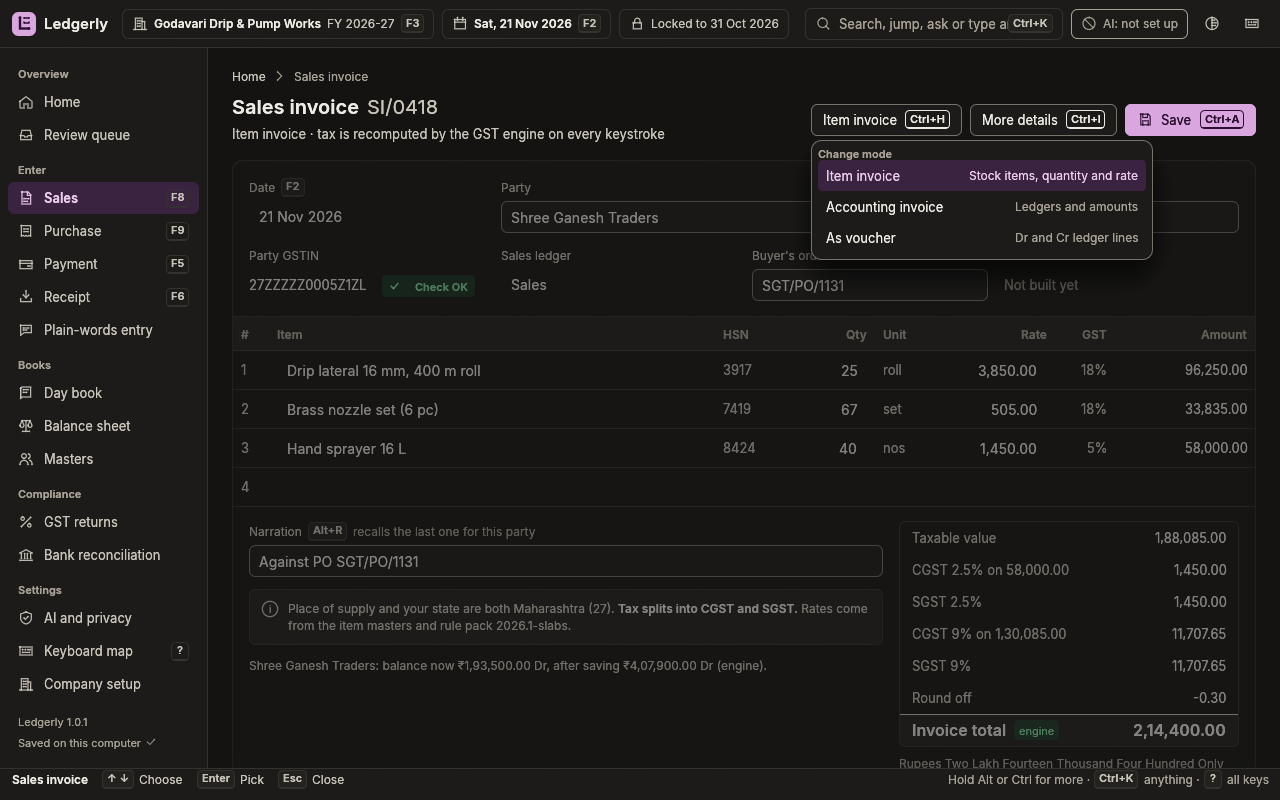 Ledgerly
Godavari Drip & Pump Works FY 2026-27 F3
Sat, 21 Nov 2026 F2
Locked to 31 Oct 2026
Search, jump, ask or type a Ctrl+K
AI: not set up
Overview
Home
Review queue
Enter
Sales F8
Purchase F9
Payment F5
Receipt F6
Plain-words entry
Books
Day book
Balance sheet
Masters
Compliance
GST returns
Bank reconciliation
Settings
AI and privacy
Keyboard map ?
Company setup
Ledgerly 1.0.1
Saved on this computer
Home Sales invoice
Sales invoice SI/0418
Item invoice · tax is recomputed by the GST engine on every keystroke
Item invoice Ctrl+H
More details Ctrl+I
Save Ctrl+A
Change mode
Item invoice Stock items, quantity and rate
Accounting invoice Ledgers and amounts
As voucher Dr and Cr ledger lines
Date F2
21 Nov 2026
Party
Shree Ganesh Traders
Party GSTIN
27ZZZZZ0005Z1ZL Check OK
Sales ledger
Sales
Buyer's
SGT/PO/1131
Not built yet
# Item HSN Qty Unit Rate GST Amount
1 Drip lateral 16 mm, 400 m roll 3917 25 roll 3,850.00 18% 96,250.00
2 Brass nozzle set (6 pc) 7419 67 set 505.00 18% 33,835.00
3 Hand sprayer 16 L 8424 40 nos 1,450.00 5% 58,000.00
4
Narration Alt+R recalls the last one for this party
Against PO SGT/PO/1131
Place of supply and your state are both Maharashtra (27). Tax splits into CGST and SGST. Rates come
from the item masters and rule pack 2026.1-slabs.
Shree Ganesh Traders: balance now ₹1,93,500.00 Dr, after saving ₹4,07,900.00 Dr (engine).
Taxable value 1,88,085.00
CGST 2.5% on 58,000.00 1,450.00
SGST 2.5% 1,450.00
CGST 9% on 1,30,085.00 11,707.65
SGST 9% 11,707.65
Round off -0.30
Invoice total engine 2,14,400.00
Rupees Two Lakh Fourteen Thousand Four Hundred Only
Sales invoice ↑ ↓ Choose Enter Pick Esc Close
Hold Alt or Ctrl for more · Ctrl+K anything · ? all keys